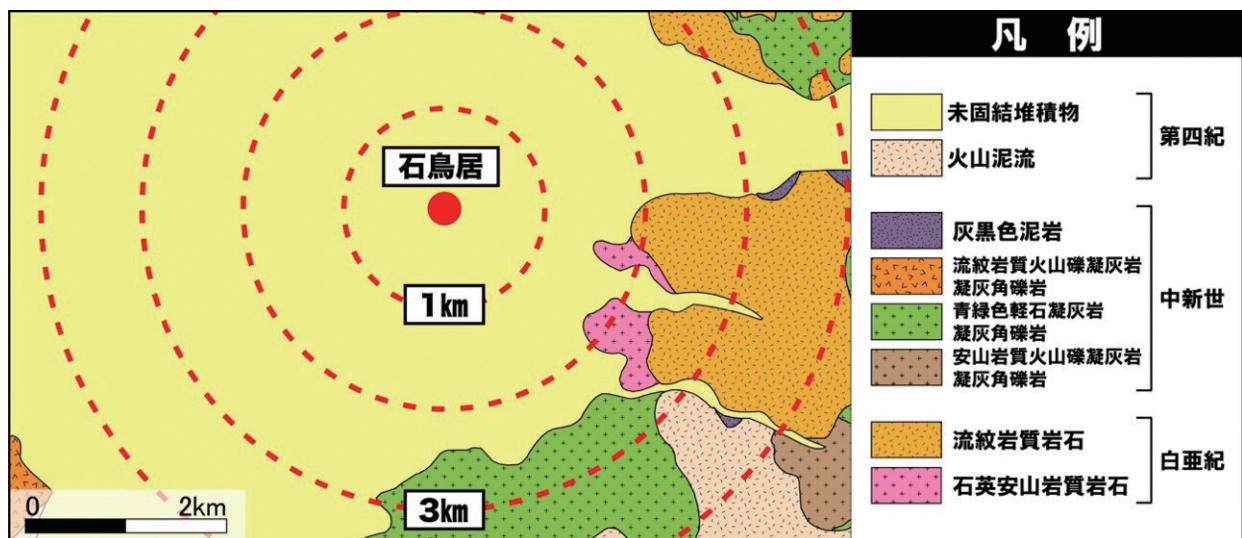 石鳥居
1km
3km
0 2km
凡 例
未固結堆積物
火山泥流
第四紀
灰黒色泥岩
流紋岩質火山礫凝灰岩
凝灰角礫岩
青緑色軽石凝灰岩
凝灰角礫岩
安山岩質火山礫凝灰岩
凝灰角礫岩
中新世
流紋岩質岩石
石英安山岩質岩石
白亜紀